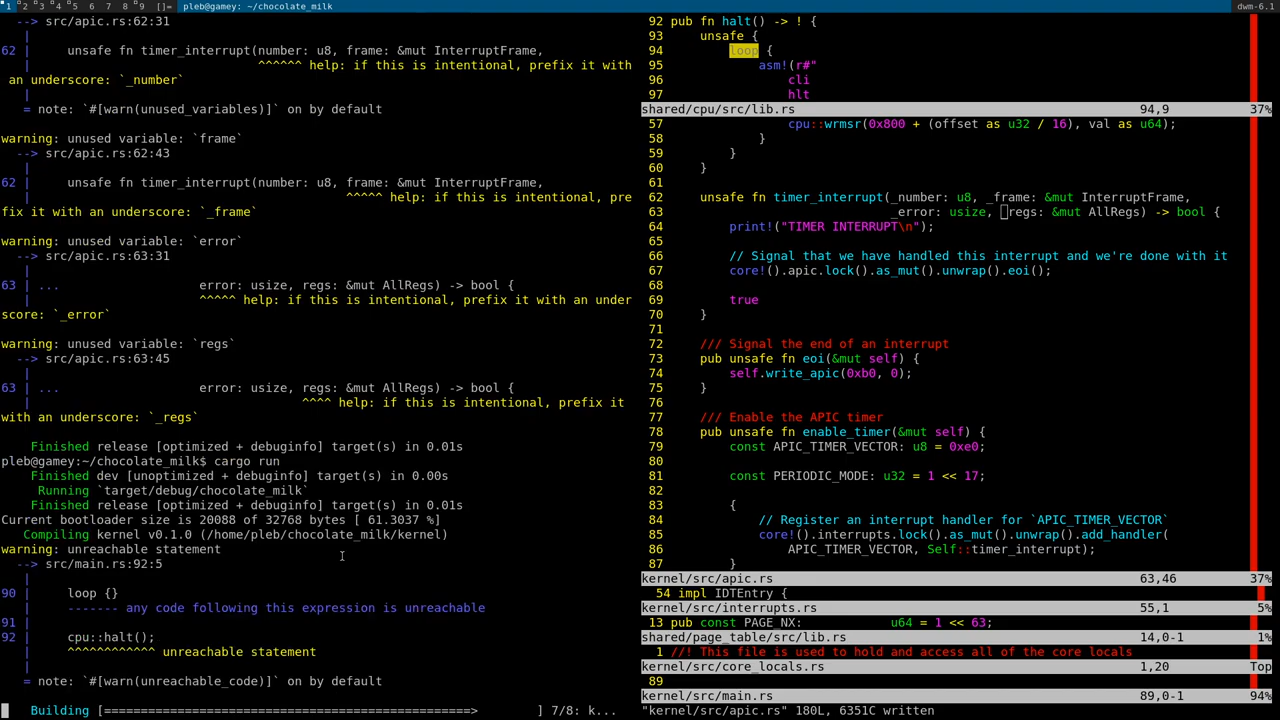 1 2 3 4 5 6 7 8 9 []= pleb@gamey: ~/chocolate_milk dwm-6.1
--> src/apic.rs:62:31
|
62 | unsafe fn timer_interrupt(number: u8, frame: &mut InterruptFrame,
| ^^^^^^ help: if this is intentional, prefix it with
an underscore: `_number`
|
= note: `#[warn(unused_variables)]` on by default
warning: unused variable: `frame`
--> src/apic.rs:62:43
|
62 | unsafe fn timer_interrupt(number: u8, frame: &mut InterruptFrame,
| ^^^^^ help: if this is intentional, pre
fix it with an underscore: `_frame`
warning: unused variable: `error`
--> src/apic.rs:63:31
|
63 | ... error: usize, regs: &mut AllRegs) -> bool {
| ^^^^^ help: if this is intentional, prefix it with an under
score: `_error`
warning: unused variable: `regs`
--> src/apic.rs:63:45
|
63 | ... error: usize, regs: &mut AllRegs) -> bool {
| ^^^^ help: if this is intentional, prefix it
with an underscore: `_regs`
Finished release [optimized + debuginfo] target(s) in 0.01s
pleb@gamey:~/chocolate_milk$ cargo run
Finished dev [unoptimized + debuginfo] target(s) in 0.00s
Running `target/debug/chocolate_milk`
Finished release [optimized + debuginfo] target(s) in 0.01s
Current bootloader size is 20088 of 32768 bytes [ 61.3037 %]
Compiling kernel v0.1.0 (/home/pleb/chocolate_milk/kernel)
warning: unreachable statement
--> src/main.rs:92:5
|
90 | loop {}
| ------- any code following this expression is unreachable
91 |
92 | cpu::halt();
| ^^^^^^^^^^^^ unreachable statement
|
= note: `#[warn(unreachable_code)]` on by default
Building [===================================================> ] 7/8: k...
92 pub fn halt() -> ! {
93 unsafe {
94 loop {
95 asm!(r#"
96 cli
97 hlt
shared/cpu/src/lib.rs 94,9 37%
57 cpu::wrmsr(0x800 + (offset as u32 / 16), val as u64);
58 }
59 }
60 }
61
62 unsafe fn timer_interrupt(_number: u8, _frame: &mut InterruptFrame,
63 _error: usize, _regs: &mut AllRegs) -> bool {
64 print!("TIMER INTERRUPT\n");
65
66 // Signal that we have handled this interrupt and we're done with it
67 core!().apic.lock().as_mut().unwrap().eoi();
68
69 true
70 }
71
72 /// Signal the end of an interrupt
73 pub unsafe fn eoi(&mut self) {
74 self.write_apic(0xb0, 0);
75 }
76
77 /// Enable the APIC timer
78 pub unsafe fn enable_timer(&mut self) {
79 const APIC_TIMER_VECTOR: u8 = 0xe0;
80
81 const PERIODIC_MODE: u32 = 1 << 17;
82
83 {
84 // Register an interrupt handler for `APIC_TIMER_VECTOR`
85 core!().interrupts.lock().as_mut().unwrap().add_handler(
86 APIC_TIMER_VECTOR, Self::timer_interrupt);
87 }
kernel/src/apic.rs 63,46 37%
54 impl IDTEntry {
kernel/src/interrupts.rs 55,1 5%
13 pub const PAGE_NX: u64 = 1 << 63;
shared/page_table/src/lib.rs 14,0-1 1%
1 //! This file is used to hold and access all of the core locals
kernel/src/core_locals.rs 1,20 Top
89
kernel/src/main.rs 89,0-1 94%
"kernel/src/apic.rs" 180L, 6351C written